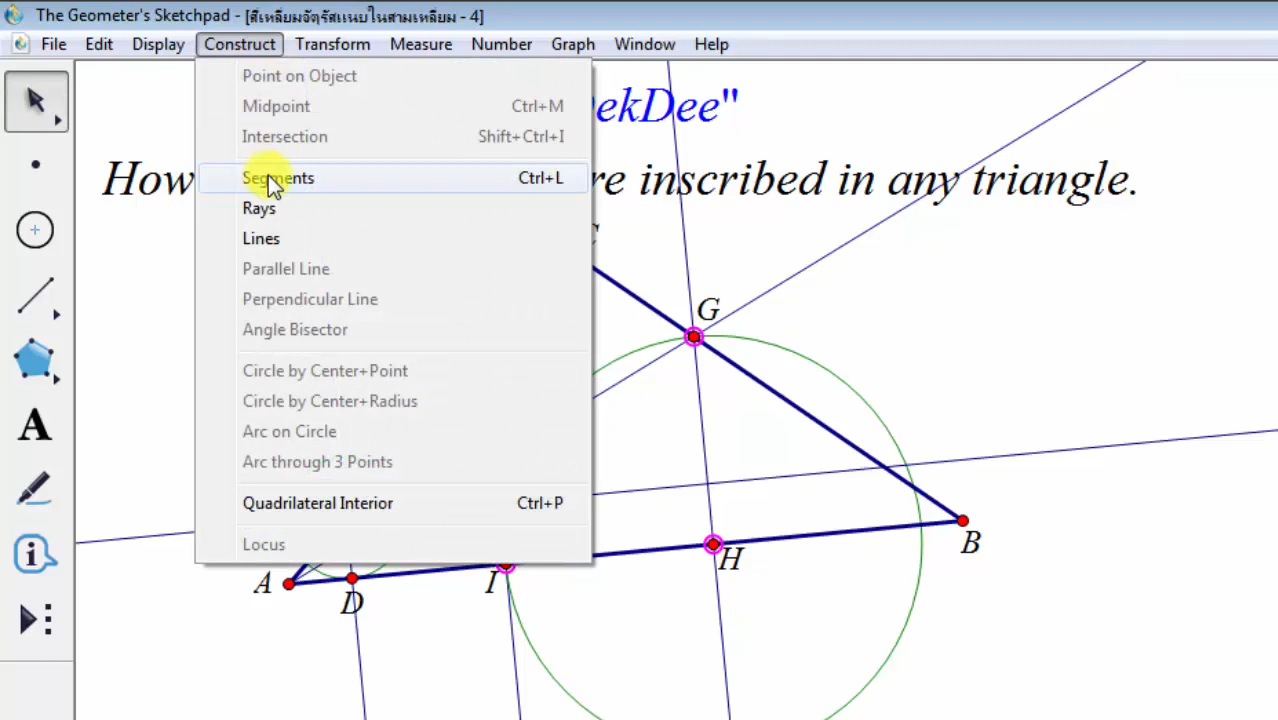 The Geometer's Sketchpad - [สี่เหลี่ยมจัตุรัสแนบในสามเหลี่ยม - 4]
File Edit Display Construct Transform Measure Number Graph Window Help
Point on Object
Midpoint Ctrl+M
Intersection Shift+Ctrl+I
Segments Ctrl+L
Rays
Lines
Parallel Line
Perpendicular Line
Angle Bisector
Circle by Center+Point
Circle by Center+Radius
Arc on Circle
Arc through 3 Points
Quadrilateral Interior Ctrl+P
Locus
ekDee"
How re inscribed in any triangle.
G
B
H
I
A
D
A